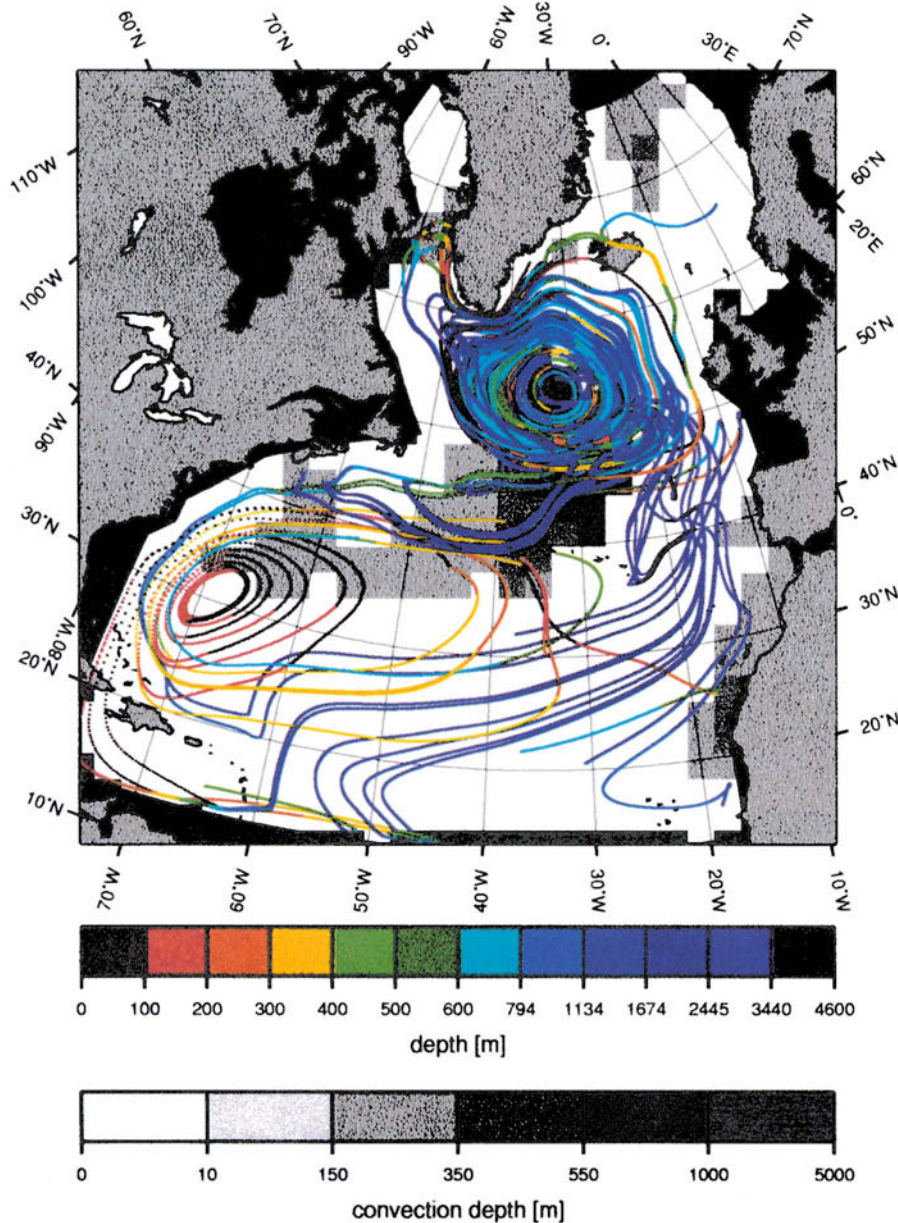 60°N
70°N
90°W
60°W
30°W
0°
30°E
70°N
110°W
60°N
20°E
100°W
50°N
40°N
90°W
40°N
0°
30°N
30°N
80°W
20°N
20°N
10°N
70°W
60°W
50°W
40°W
30°W
20°W
10°W
0 100 200 300 400 500 600 794 1134 1674 2445 3440 4600
depth [m]
0 10 150 350 550 1000 5000
convection depth [m]